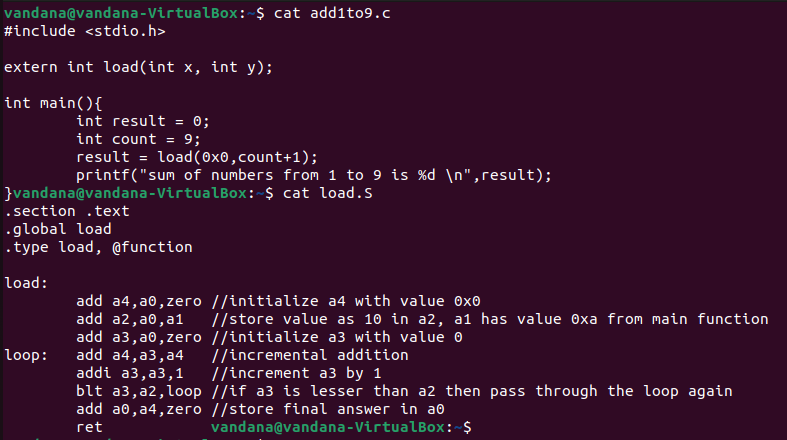 vandana@vandana-VirtualBox:~$ cat add1to9.c
#include <stdio.h>
extern int load(int x, int y);
int main(){
        int result = 0;
        int count = 9;
        result = load(0x0,count+1);
        printf("sum of numbers from 1 to 9 is %d \n",result);
}vandana@vandana-VirtualBox:~$ cat load.S
.section .text
.global load
.type load, @function
load:
        add a4,a0,zero //initialize a4 with value 0x0
        add a2,a0,a1   //store value as 10 in a2, a1 has value 0xa from main function
        add a3,a0,zero //initialize a3 with value 0
loop:   add a4,a3,a4   //incremental addition
        addi a3,a3,1   //increment a3 by 1
        blt a3,a2,loop //if a3 is lesser than a2 then pass through the loop again
        add a0,a4,zero //store final answer in a0
        ret            vandana@vandana-VirtualBox:~$